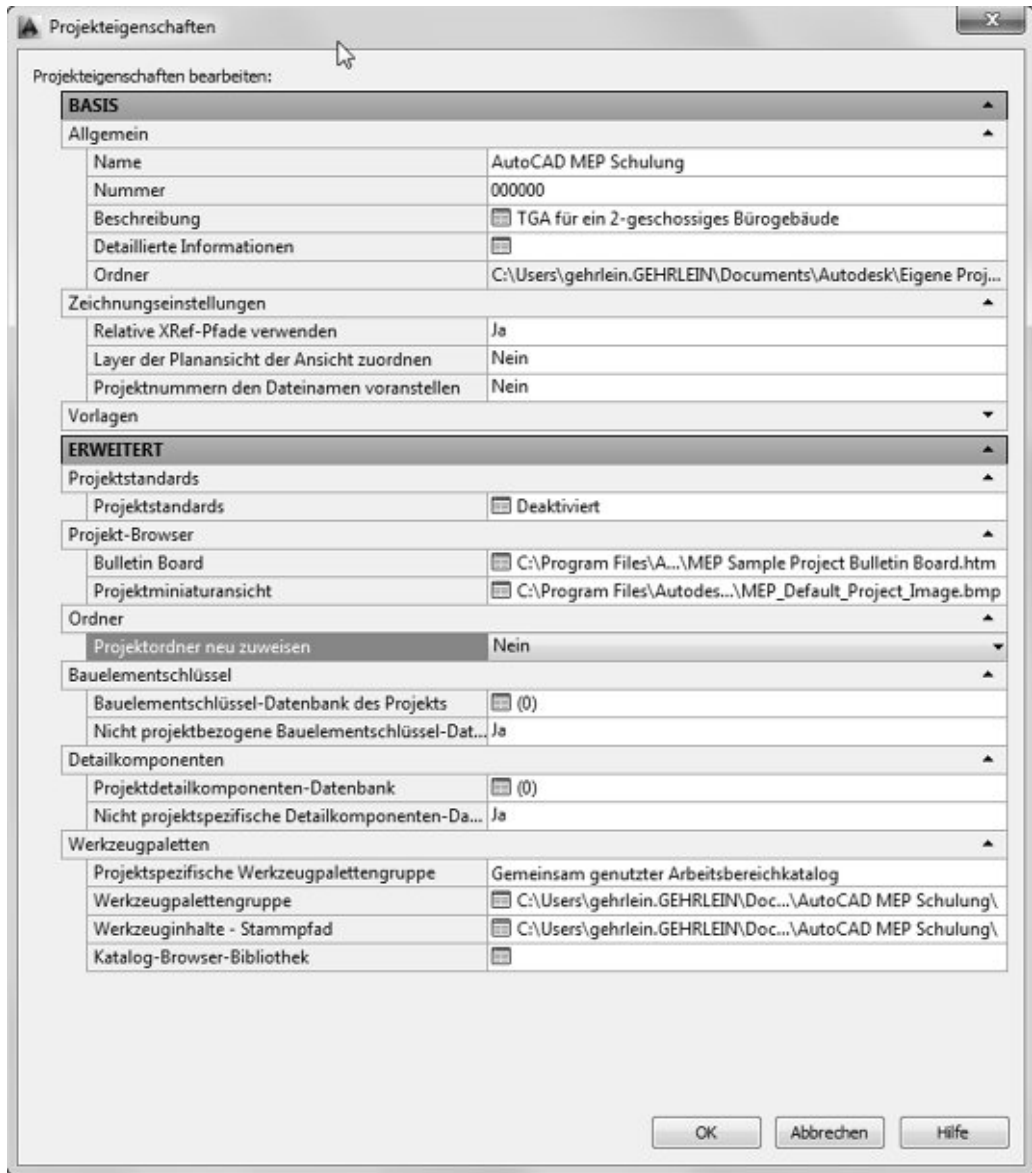 Projekteigenschaften
Projekteigenschaften bearbeiten:
BASIS
Allgemein
Name AutoCAD MEP Schulung
Nummer 000000
Beschreibung TGA für ein 2-geschossiges Bürogebäude
Detaillierte Informationen
Ordner C:\Users\gehrlein.GEHRLEIN\Documents\Autodesk\Eigene Proj...
Zeichnungseinstellungen
Relative XRef-Pfade verwenden Ja
Layer der Planansicht der Ansicht zuordnen Nein
Projektnummern den Dateinamen voranstellen Nein
Vorlagen
ERWEITERT
Projektstandards
Projektstandards Deaktiviert
Projekt-Browser
Bulletin Board C:\Program Files\A...\MEP Sample Project Bulletin Board.htm
Projektminiaturansicht C:\Program Files\Autodes...\MEP_Default_Project_Image.bmp
Ordner
Projektordner neu zuweisen Nein
Bauelementschlüssel
Bauelementschlüssel-Datenbank des Projekts (0)
Nicht projektbezogene Bauelementschlüssel-Dat... Ja
Detailkomponenten
Projektdetailkomponenten-Datenbank (0)
Nicht projektspezifische Detailkomponenten-Da... Ja
Werkzeugpaletten
Projektspezifische Werkzeugpalettengruppe Gemeinsam genutzter Arbeitsbereichkatalog
Werkzeugpalettengruppe C:\Users\gehrlein.GEHRLEIN\Doc...\AutoCAD MEP Schulung\
Werkzeuginhalte - Stammpfad C:\Users\gehrlein.GEHRLEIN\Doc...\AutoCAD MEP Schulung\
Katalog-Browser-Bibliothek
OK Abbrechen Hilfe